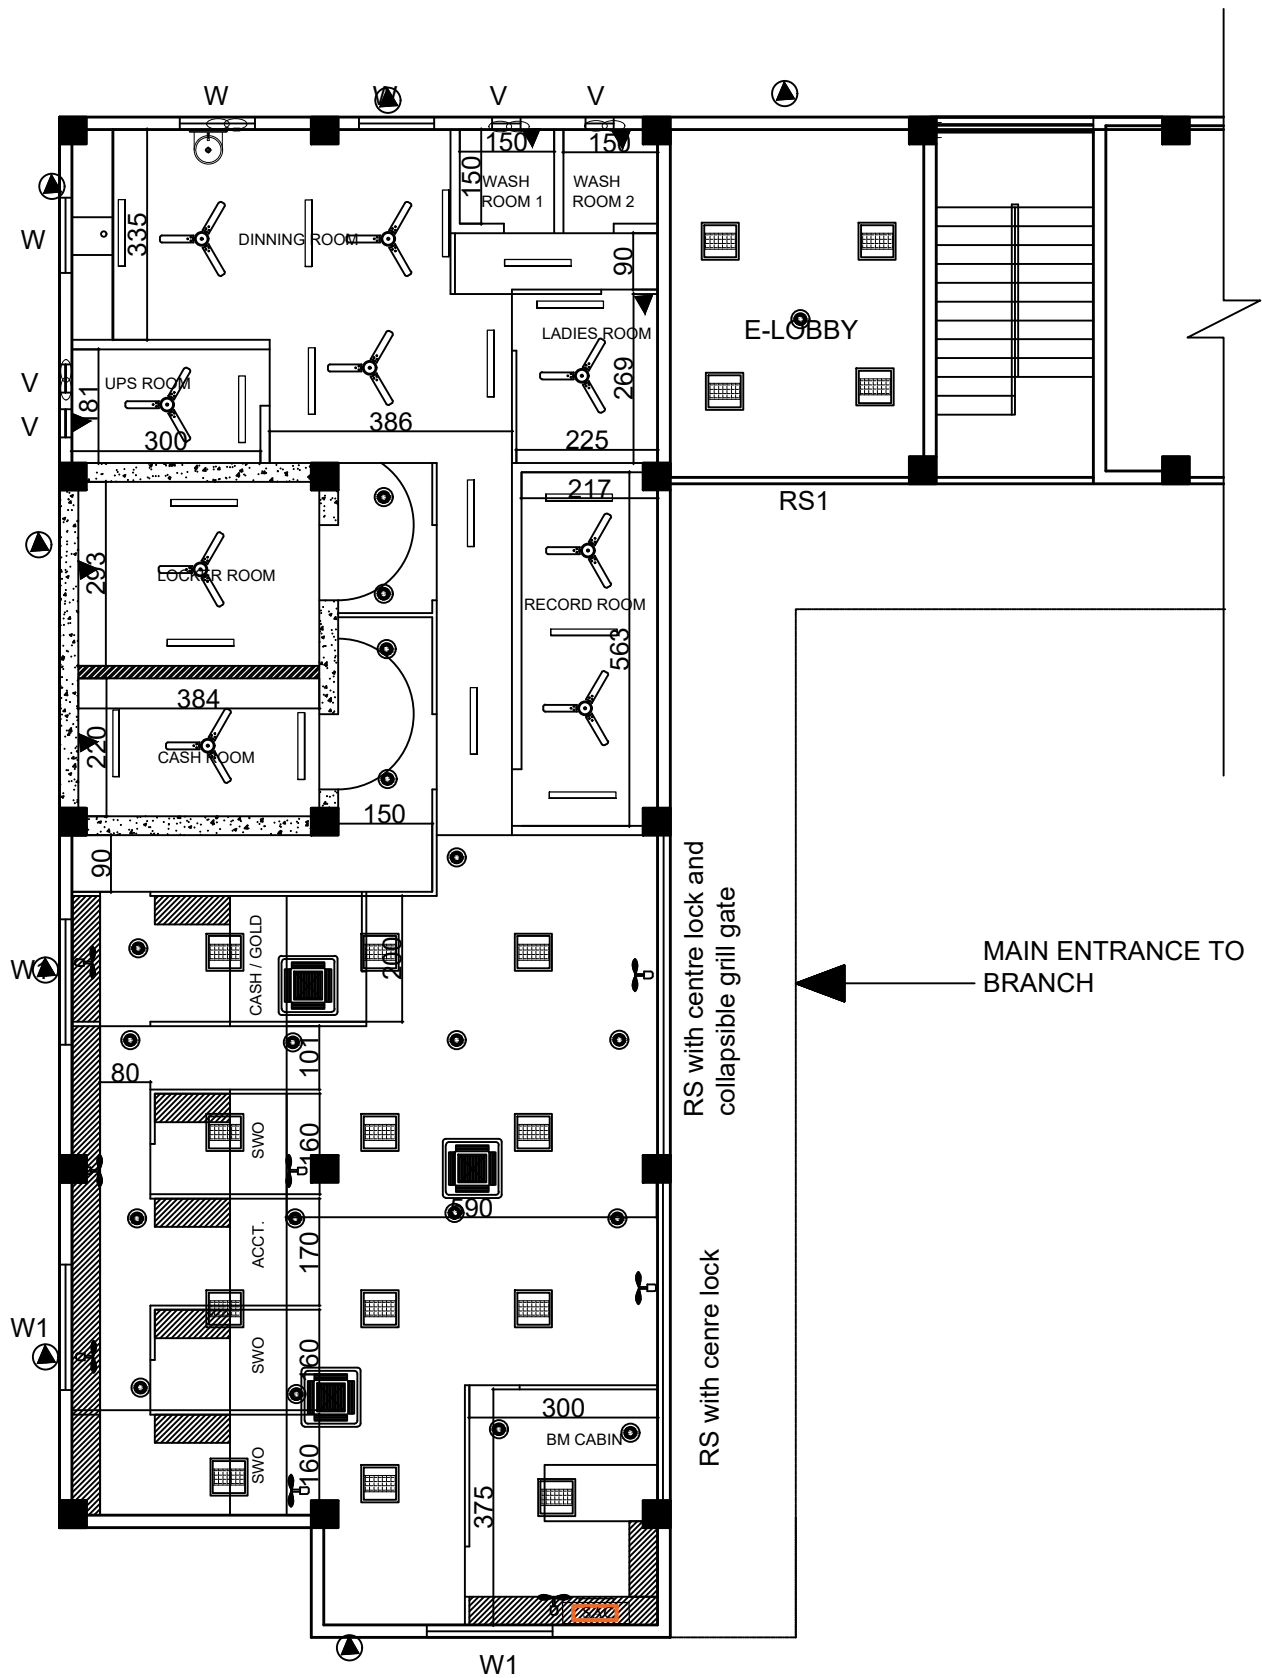 W
W
V
V
150
150
150
WASH
ROOM 1
WASH
ROOM 2
W
335
DINNING ROOM
90
LADIES ROOM
E-LOBBY
V
UPS ROOM
181
269
V
300
386
225
217
RS1
293
LOCKER ROOM
RECORD ROOM
563
384
220
CASH ROOM
150
90
RS with centre lock and
collapsible grill gate
CASH / GOLD
200
MAIN ENTRANCE TO
BRANCH
W1
101
80
SWO
160
590
ACCT.
170
RS with cenre lock
W1
SWO
160
300
BM CABIN
SWO
160
375
W1